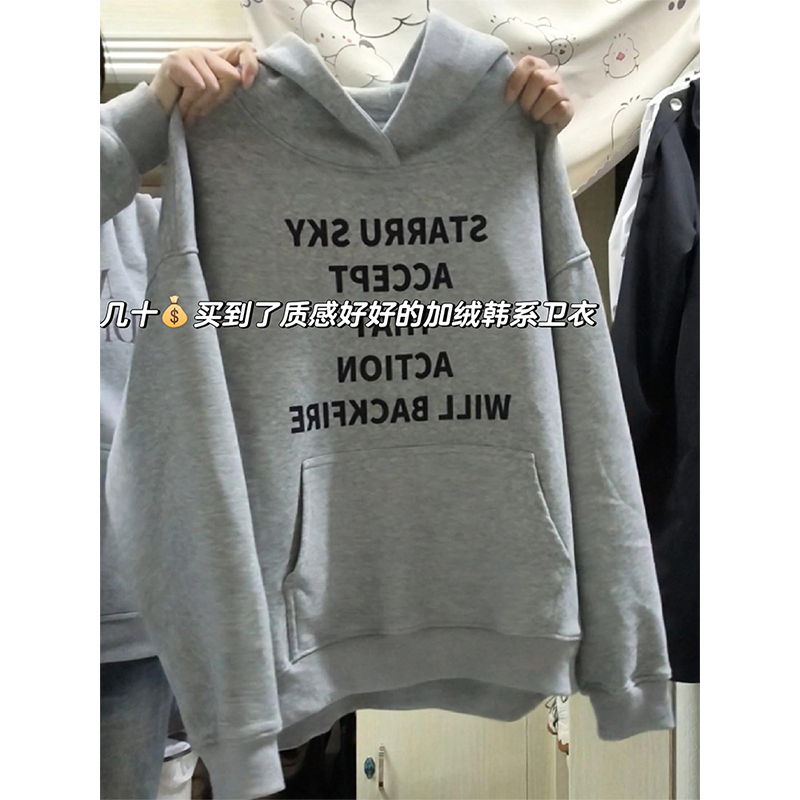 STARRU SKY
ACCEPT
几十💰买到了质感好好的加绒韩系卫衣
THAT
ACTION
WILL BACKFIRE